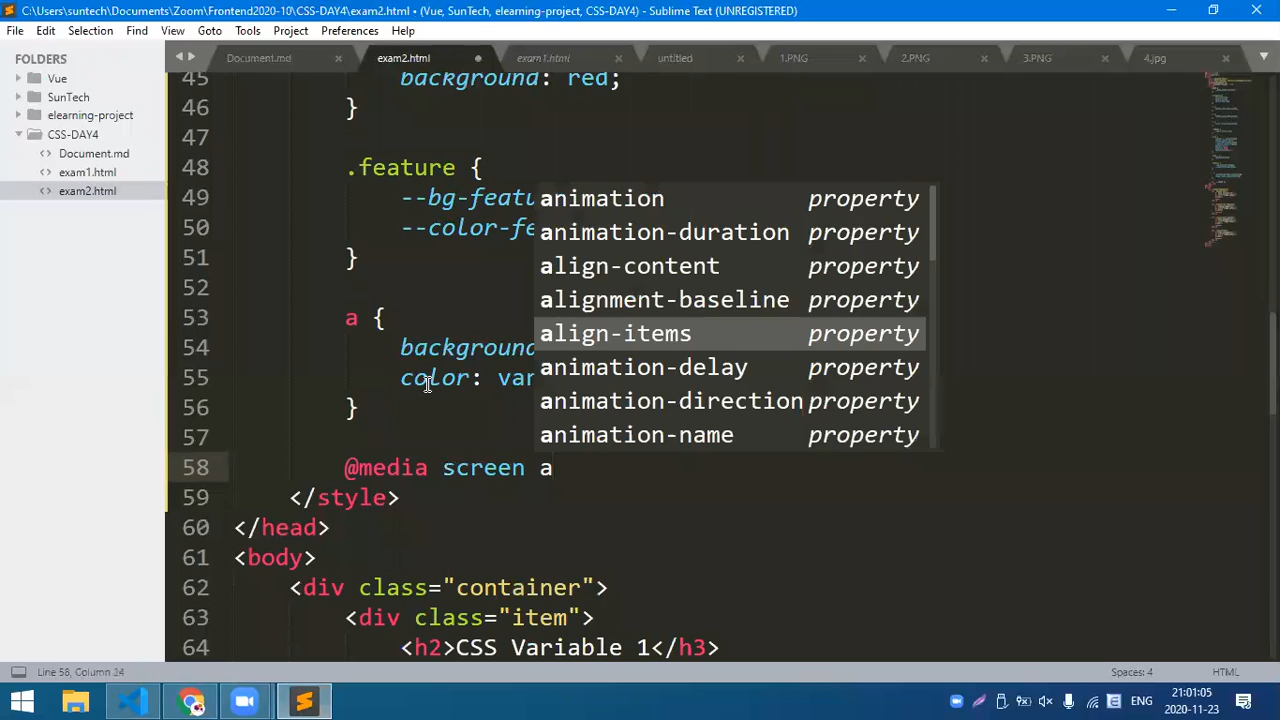 C:\Users\suntech\Documents\Zoom\Frontend2020-10\CSS-DAY4\exam2.html • (Vue, SunTech, elearning-project, CSS-DAY4) - Sublime Text (UNREGISTERED)
File Edit Selection Find View Goto Tools Project Preferences Help
FOLDERS
Vue
SunTech
elearning-project
CSS-DAY4
Document.md
exam1.html
exam2.html
Document.md exam2.html exam1.html untitled 1.PNG 2.PNG 3.PNG 4.jpg
45 background: red;
46 }
47
48 .feature {
49 --bg-featu
50 --color-fe
51 }
52
53 a {
54 background
55 color: var
56 }
57
58 @media screen a
59 </style>
60 </head>
61 <body>
62 <div class="container">
63 <div class="item">
64 <h2>CSS Variable 1</h3>
animation property
animation-duration property
align-content property
alignment-baseline property
align-items property
animation-delay property
animation-direction property
animation-name property
Line 58, Column 24 Spaces: 4 HTML
ENG
21:01:05
2020-11-23